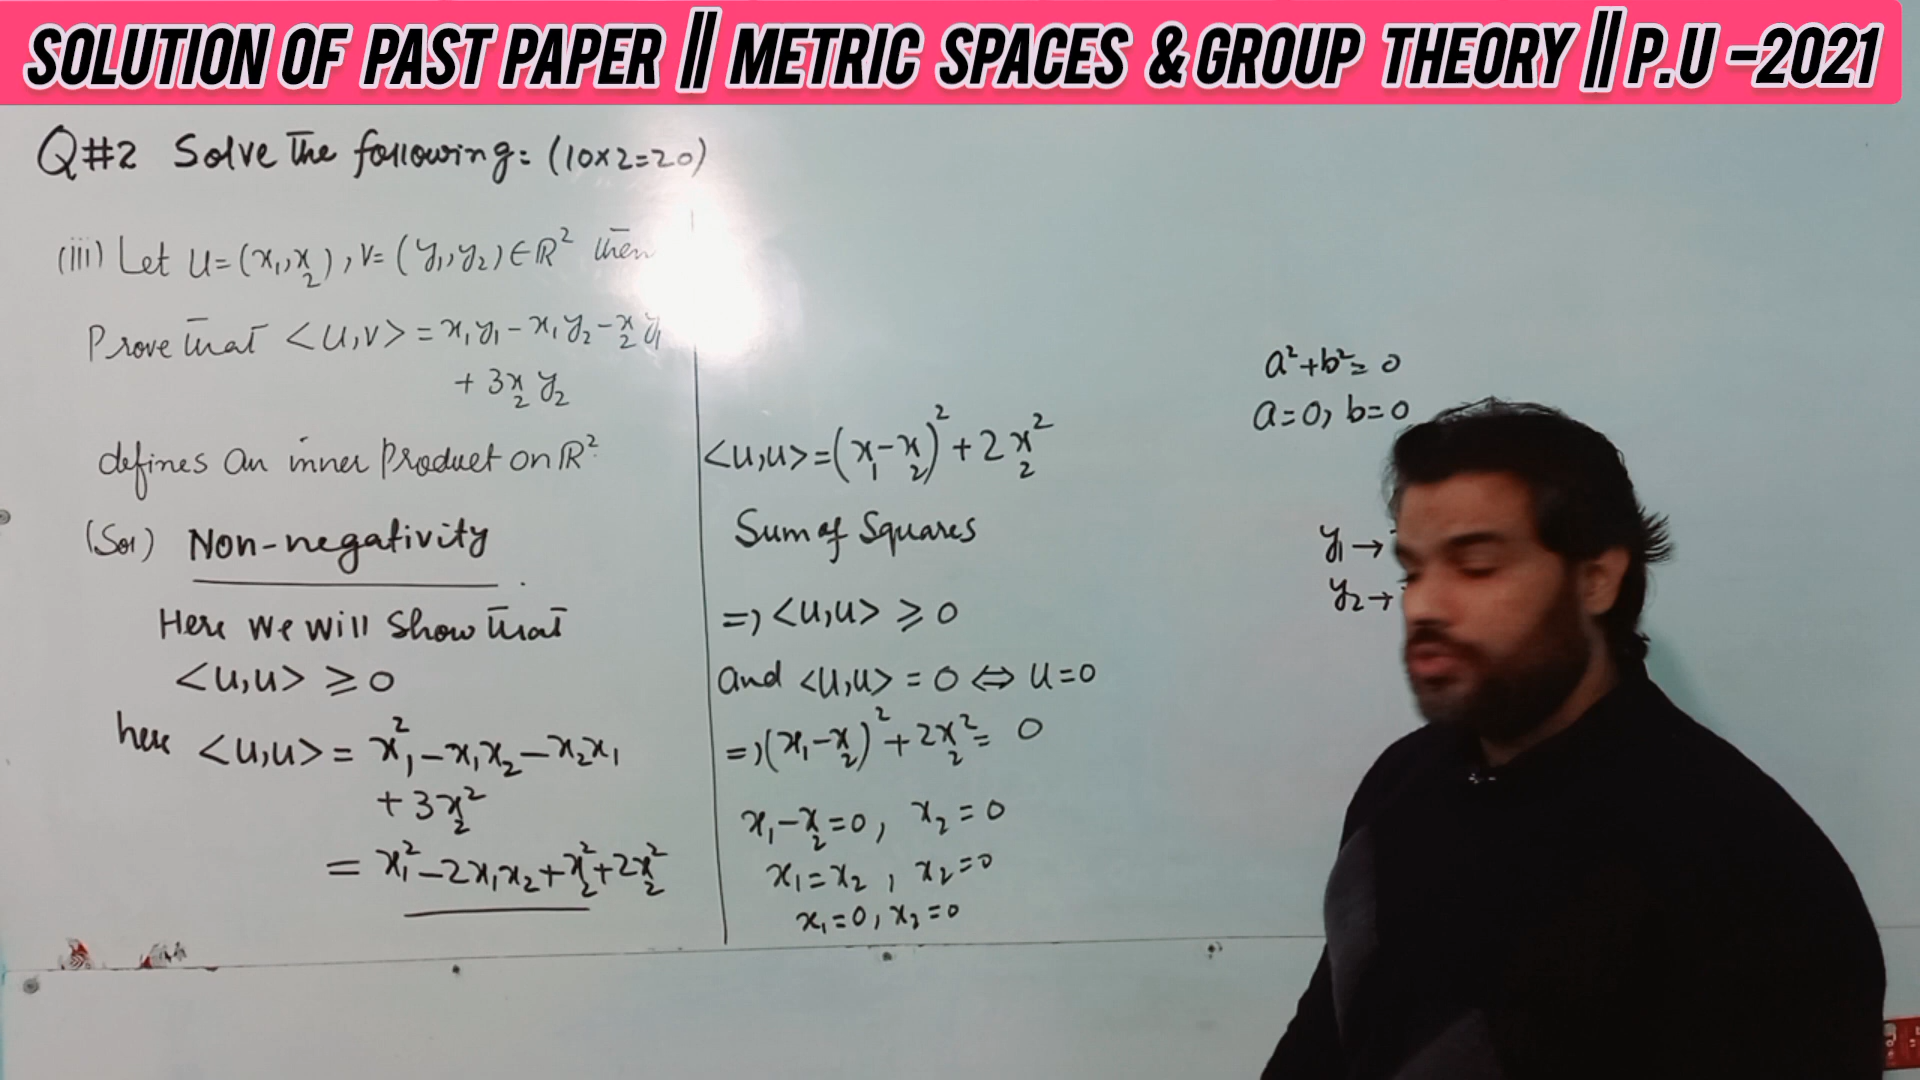 SOLUTION OF PAST PAPER || METRIC SPACES & GROUP THEORY || P.U -2021
Q#2 Solve The following: (10×2=20)
(iii) Let U=(x₁,x₂), V=(y₁,y₂)∈ℝ² then
Prove that <U,V> = x₁y₁-x₁y₂-x₂y₁
+ 3x₂y₂
defines an inner Product on ℝ²
(Sol) Non-negativity
Here we will show that
<u,u> ≥ 0
here <u,u> = x₁²-x₁x₂-x₂x₁
+3x₂²
= x₁²-2x₁x₂+x₂²+2x₂²
<u,u>=(x₁-x₂)²+2x₂²
Sum of Squares
=> <u,u> ≥ 0
and <u,u> = 0 ⇔ u=0
=> (x₁-x₂)²+2x₂²= 0
x₁-x₂=0, x₂=0
x₁=x₂, x₂=0
x₁=0, x₂=0
a²+b²= 0
a=0, b=0
y₁→
y₂→